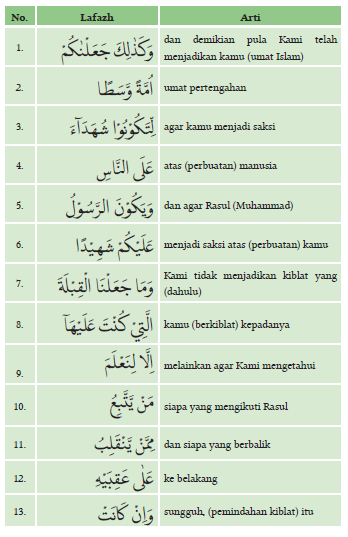 No. Lafazh Arti
1. وَكَذٰلِكَ جَعَلْنٰكُمْ dan demikian pula Kami telah
menjadikan kamu (umat Islam)
2. اُمَّةً وَّسَطًا umat pertengahan
3. لِّتَكُوْنُوْا شُهَدَاۤءَ agar kamu menjadi saksi
4. عَلَى النَّاسِ atas (perbuatan) manusia
5. وَيَكُوْنَ الرَّسُوْلُ dan agar Rasul (Muhammad)
6. عَلَيْكُمْ شَهِيْدًا menjadi saksi atas (perbuatan) kamu
7. وَمَا جَعَلْنَا الْقِبْلَةَ Kami tidak menjadikan kiblat yang
(dahulu)
8. الَّتِيْ كُنْتَ عَلَيْهَآ kamu (berkiblat) kepadanya
9. اِلَّا لِنَعْلَمَ melainkan agar Kami mengetahui
10. مَنْ يَّتَّبِعُ siapa yang mengikuti Rasul
11. مِمَّنْ يَّنْقَلِبُ dan siapa yang berbalik
12. عَلٰى عَقِبَيْهِ ke belakang
13. وَاِنْ كَانَتْ sungguh, (pemindahan kiblat) itu